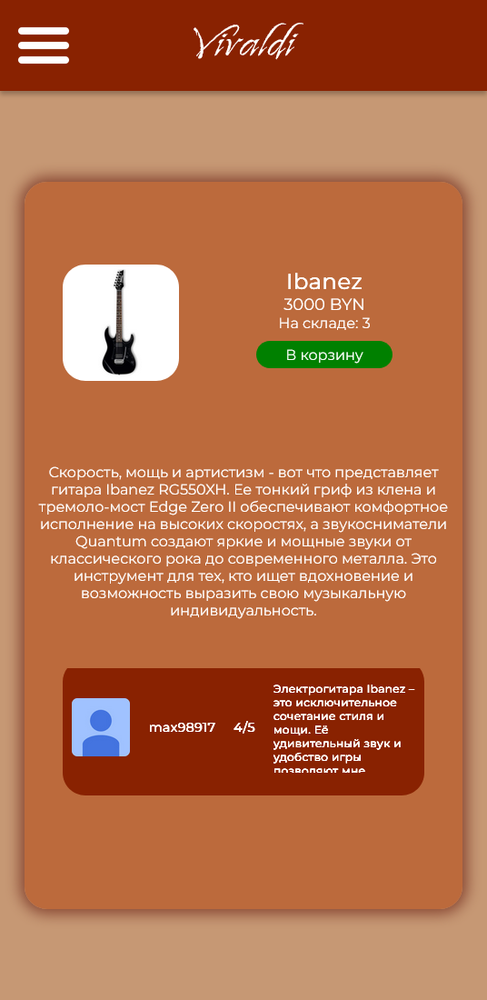 Vivaldi
Ibanez
3000 BYN
На складе: 3
В корзину
Скорость, мощь и артистизм - вот что представляет
гитара Ibanez RG550XH. Ее тонкий гриф из клена и
тремоло-мост Edge Zero II обеспечивают комфортное
исполнение на высоких скоростях, а звукосниматели
Quantum создают яркие и мощные звуки от
классического рока до современного металла. Это
инструмент для тех, кто ищет вдохновение и
возможность выразить свою музыкальную
индивидуальность.
max98917
4/5
Электрогитара Ibanez –
это исключительное
сочетание стиля и
мощи. Её
удивительный звук и
удобство игры
позволяют мне